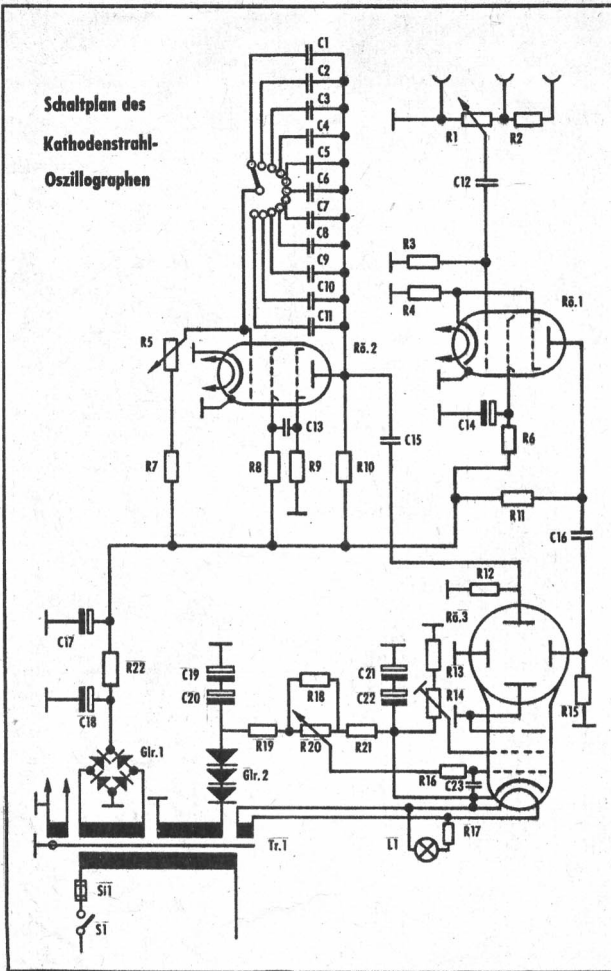 Schaltplan des
Kathodenstrahl-
Oszillographen
C1
C2
C3
C4
C5
C6
C7
C8
C9
C10
C11
R1
R2
C12
R3
R4
Rö.1
R5
Rö.2
C13
C14
R6
C15
R7
R8
R9
R10
R11
C16
R12
Rö.3
C17
R22
C18
C19
C20
C21
C22
R13
R14
R15
R18
R19
R20
R21
R16
C23
Glr.1
Glr.2
R17
L1
Tr.1
Si1
S1